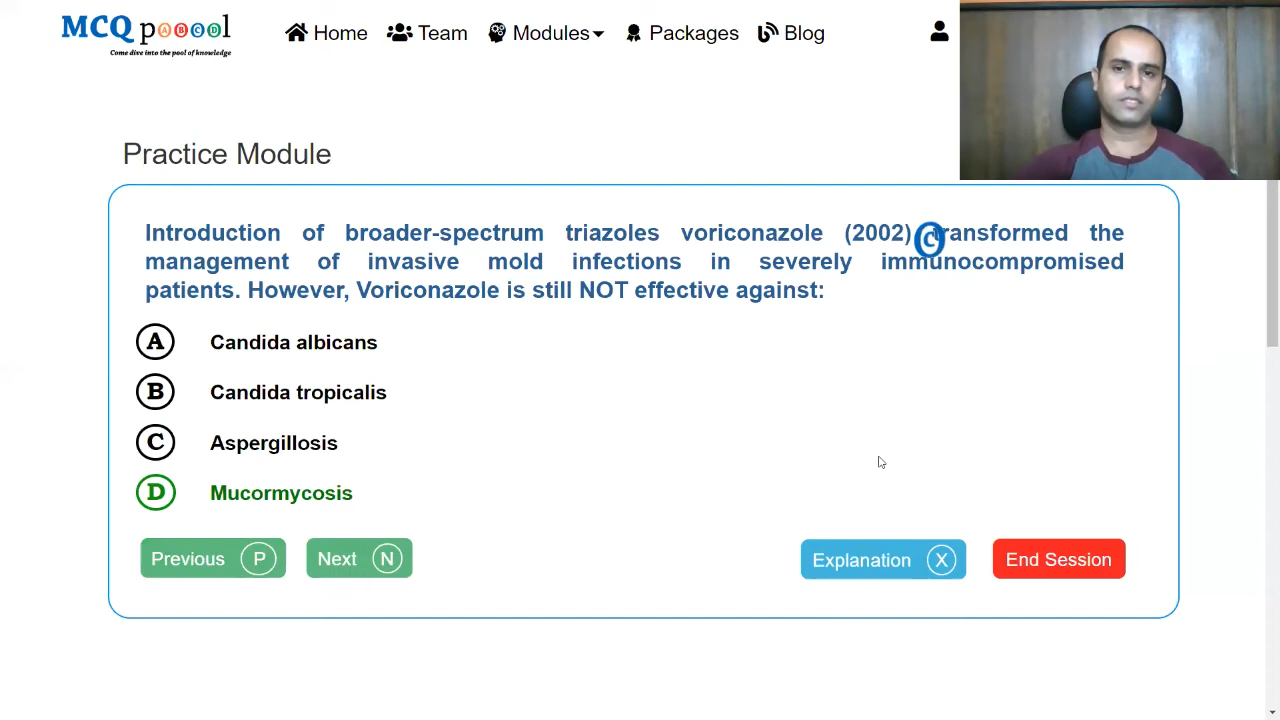 MCQ pABCDl
Come dive into the pool of knowledge
Home Team Modules Packages Blog
Practice Module
Introduction of broader-spectrum triazoles voriconazole (2002) transformed the
management of invasive mold infections in severely immunocompromised
patients. However, Voriconazole is still NOT effective against:
A Candida albicans
B Candida tropicalis
C Aspergillosis
D Mucormycosis
Previous P Next N Explanation X End Session